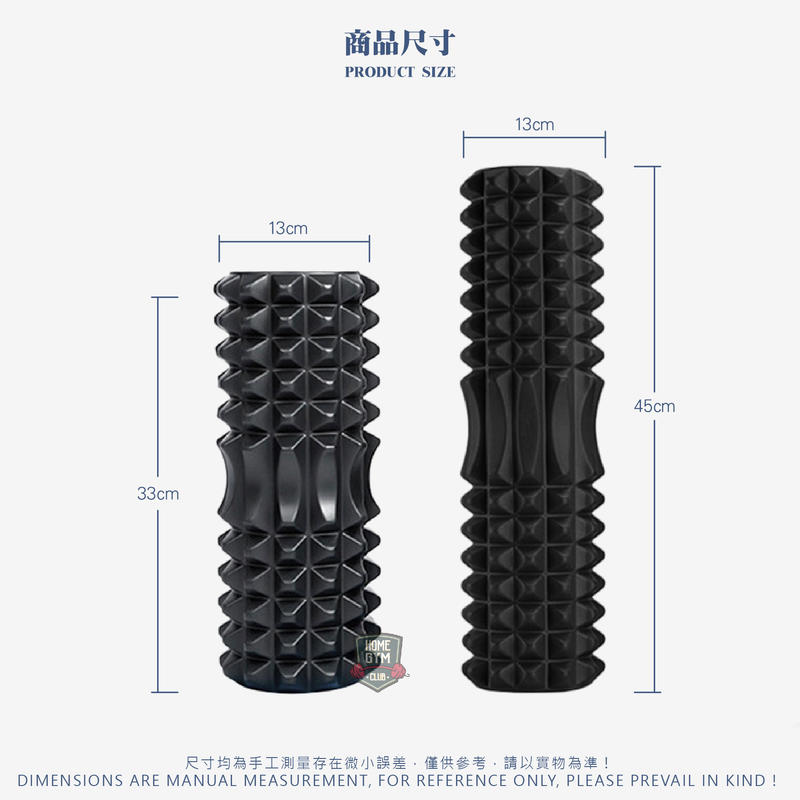 商品尺寸
PRODUCT SIZE
13cm
13cm
45cm
33cm
HOME
GYM
·CLUB·
尺寸均為手工測量存在微小誤差，僅供參考，請以實物為準！
DIMENSIONS ARE MANUAL MEASUREMENT, FOR REFERENCE ONLY, PLEASE PREVAIL IN KIND !